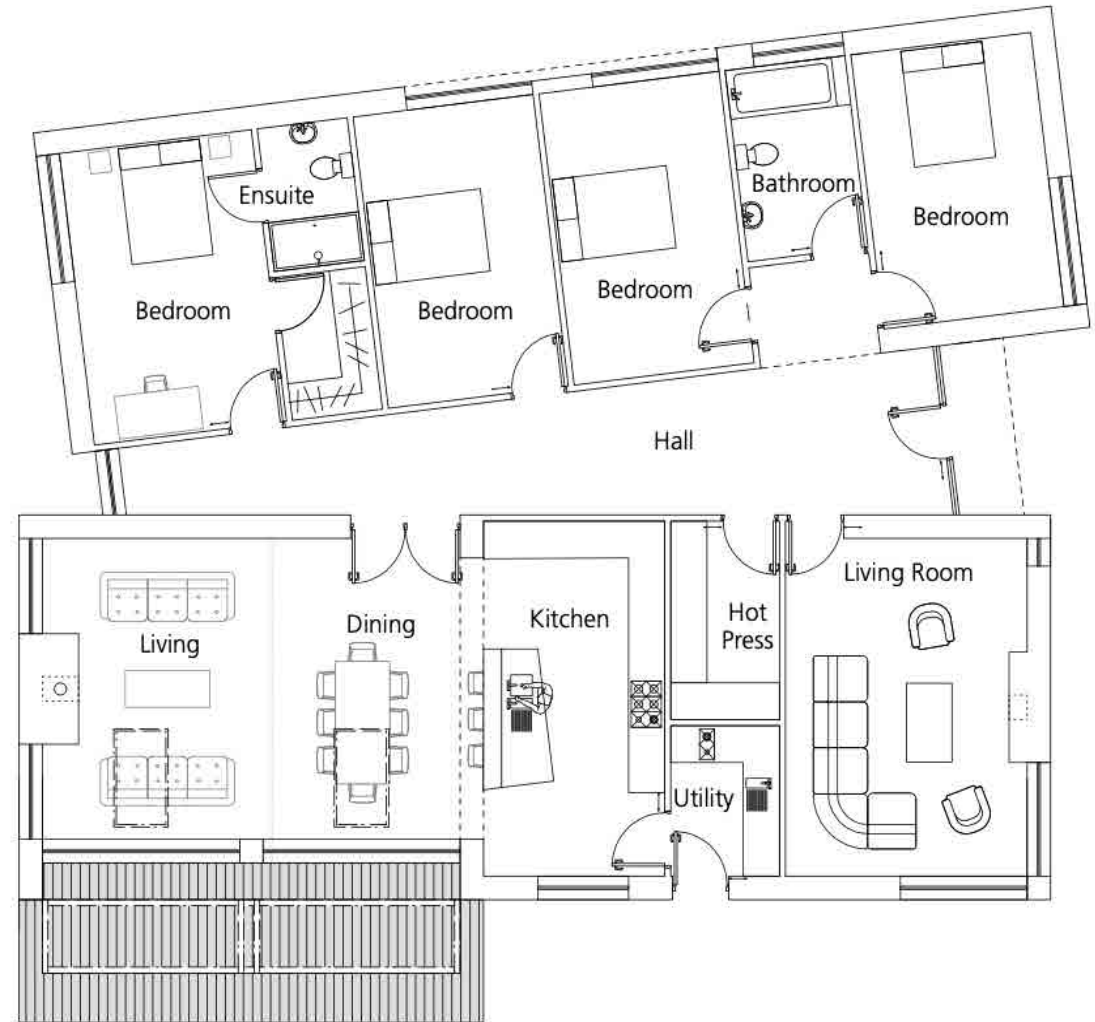 Ensuite
Bathroom
Bedroom
Bedroom
Bedroom
Bedroom
Hall
Living
Dining
Kitchen
Hot
Press
Living Room
Utility